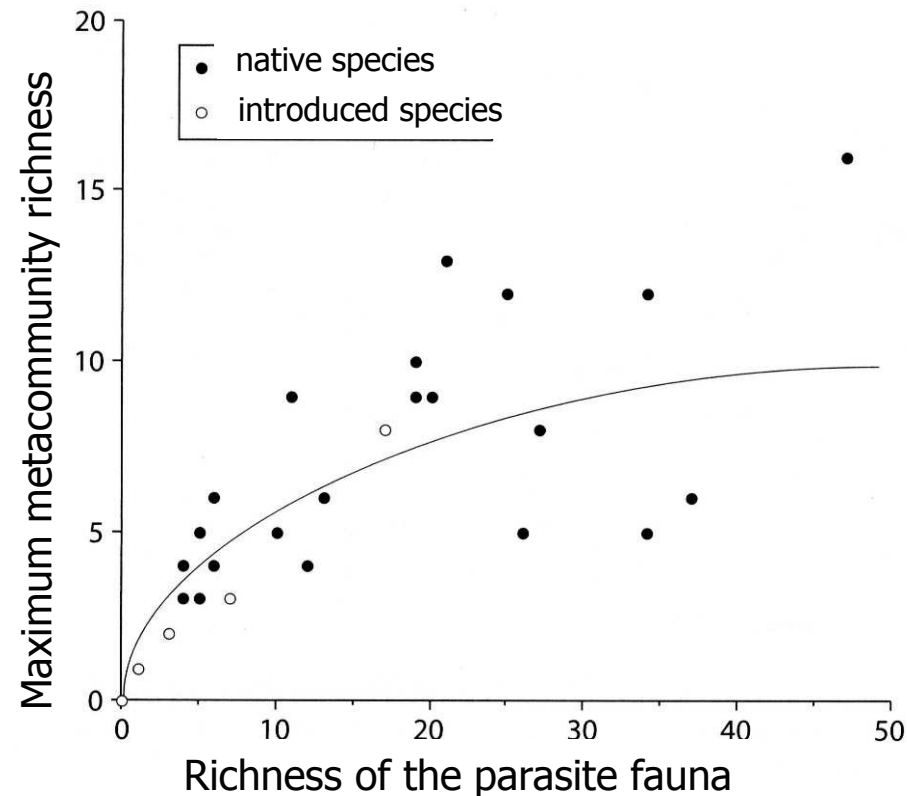 20
native species
introduced species
15
10
5
0
0 10 20 30 40 50
Maximum metacommunity richness
Richness of the parasite fauna